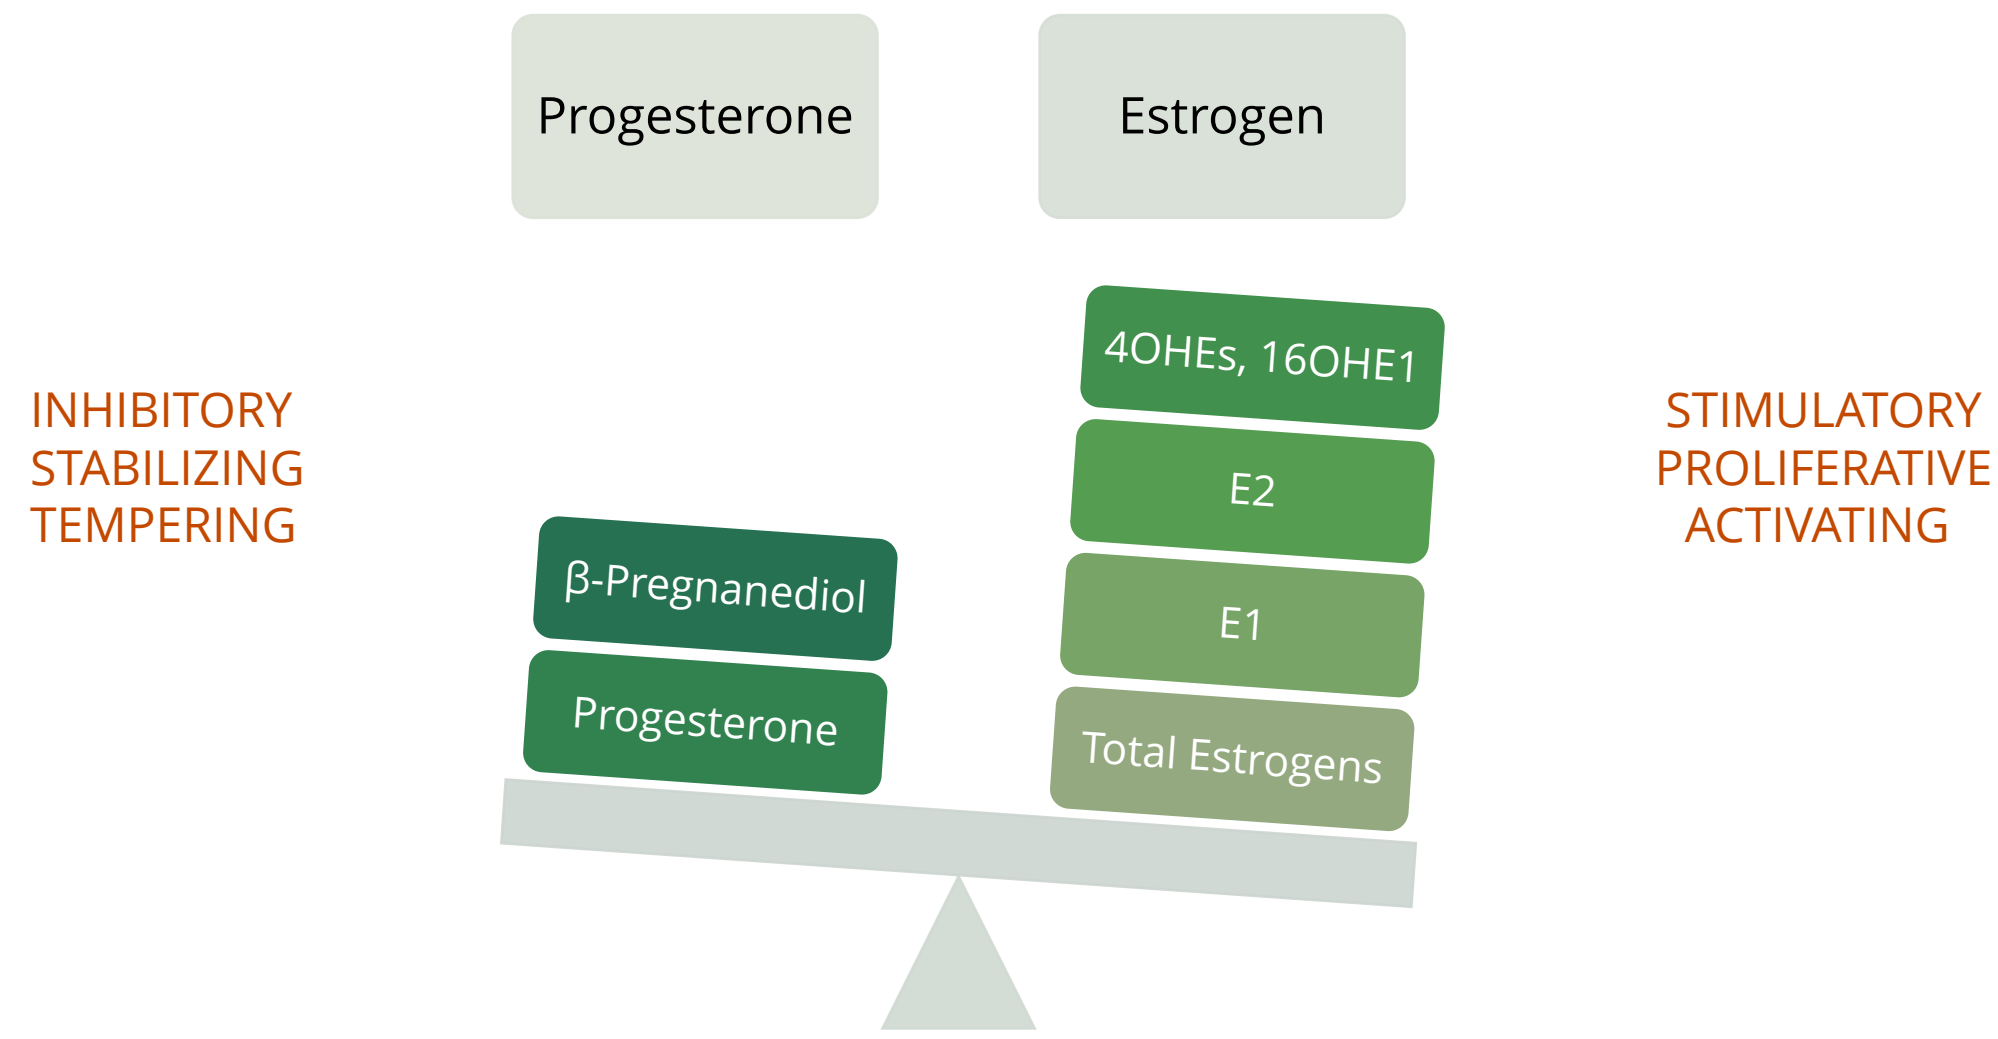 Progesterone
Estrogen
INHIBITORY
STABILIZING
TEMPERING
β-Pregnanediol
Progesterone
4OHEs, 16OHE1
E2
E1
Total Estrogens
STIMULATORY
PROLIFERATIVE
ACTIVATING